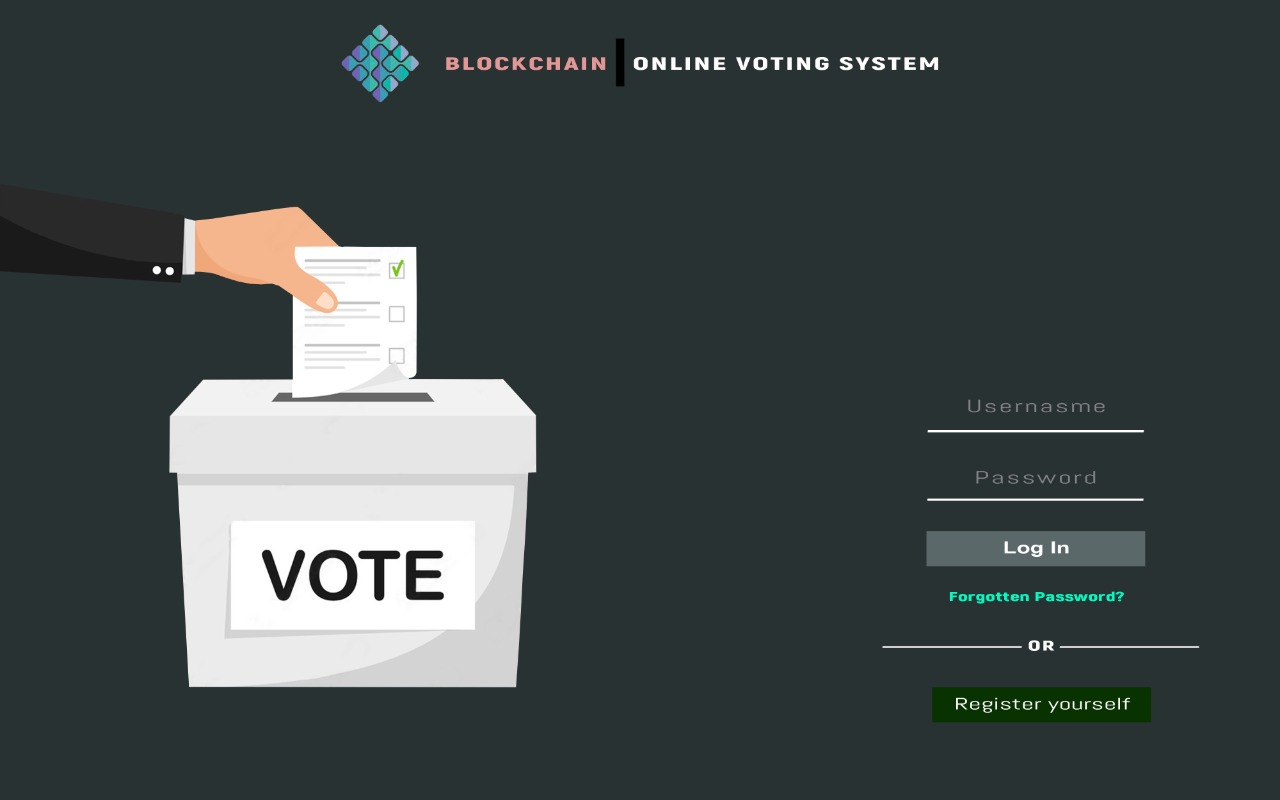 BLOCKCHAIN ONLINE VOTING SYSTEM
VOTE
Usernasme
Password
Log In
Forgotten Password?
OR
Register yourself